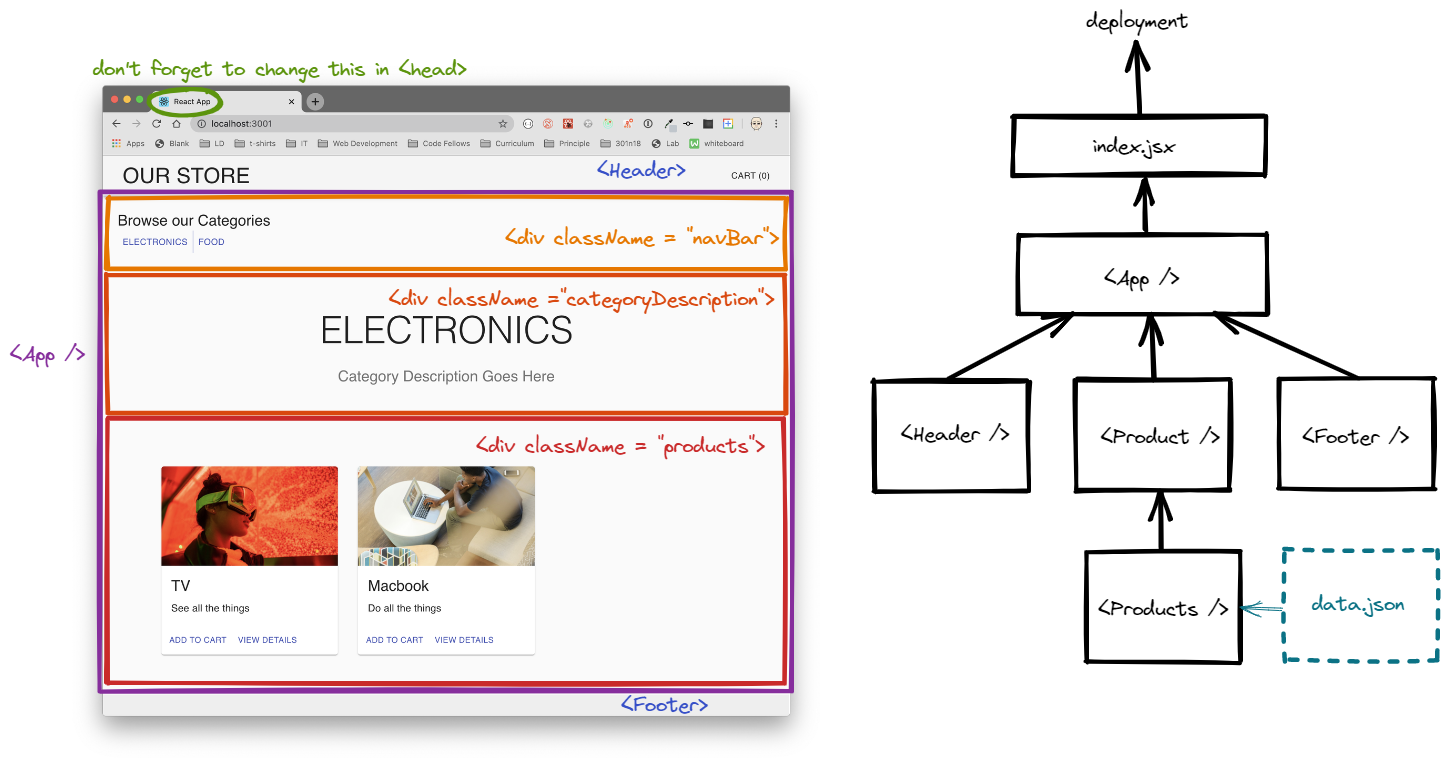 don't forget to change this in <head>
React App
localhost:3001
Apps Blank LD t-shirts IT Web Development Code Fellows Curriculum Principle 301n18 Lab whiteboard
OUR STORE
<Header>
CART (0)
Browse our Categories
ELECTRONICS FOOD
<div className = "navBar">
<div className ="categoryDescription">
ELECTRONICS
Category Description Goes Here
<App />
<div className = "products">
TV
See all the things
ADD TO CART VIEW DETAILS
Macbook
Do all the things
ADD TO CART VIEW DETAILS
<Footer>
deployment
index.jsx
<App />
<Header />
<Product />
<Footer />
<Products />
data.json